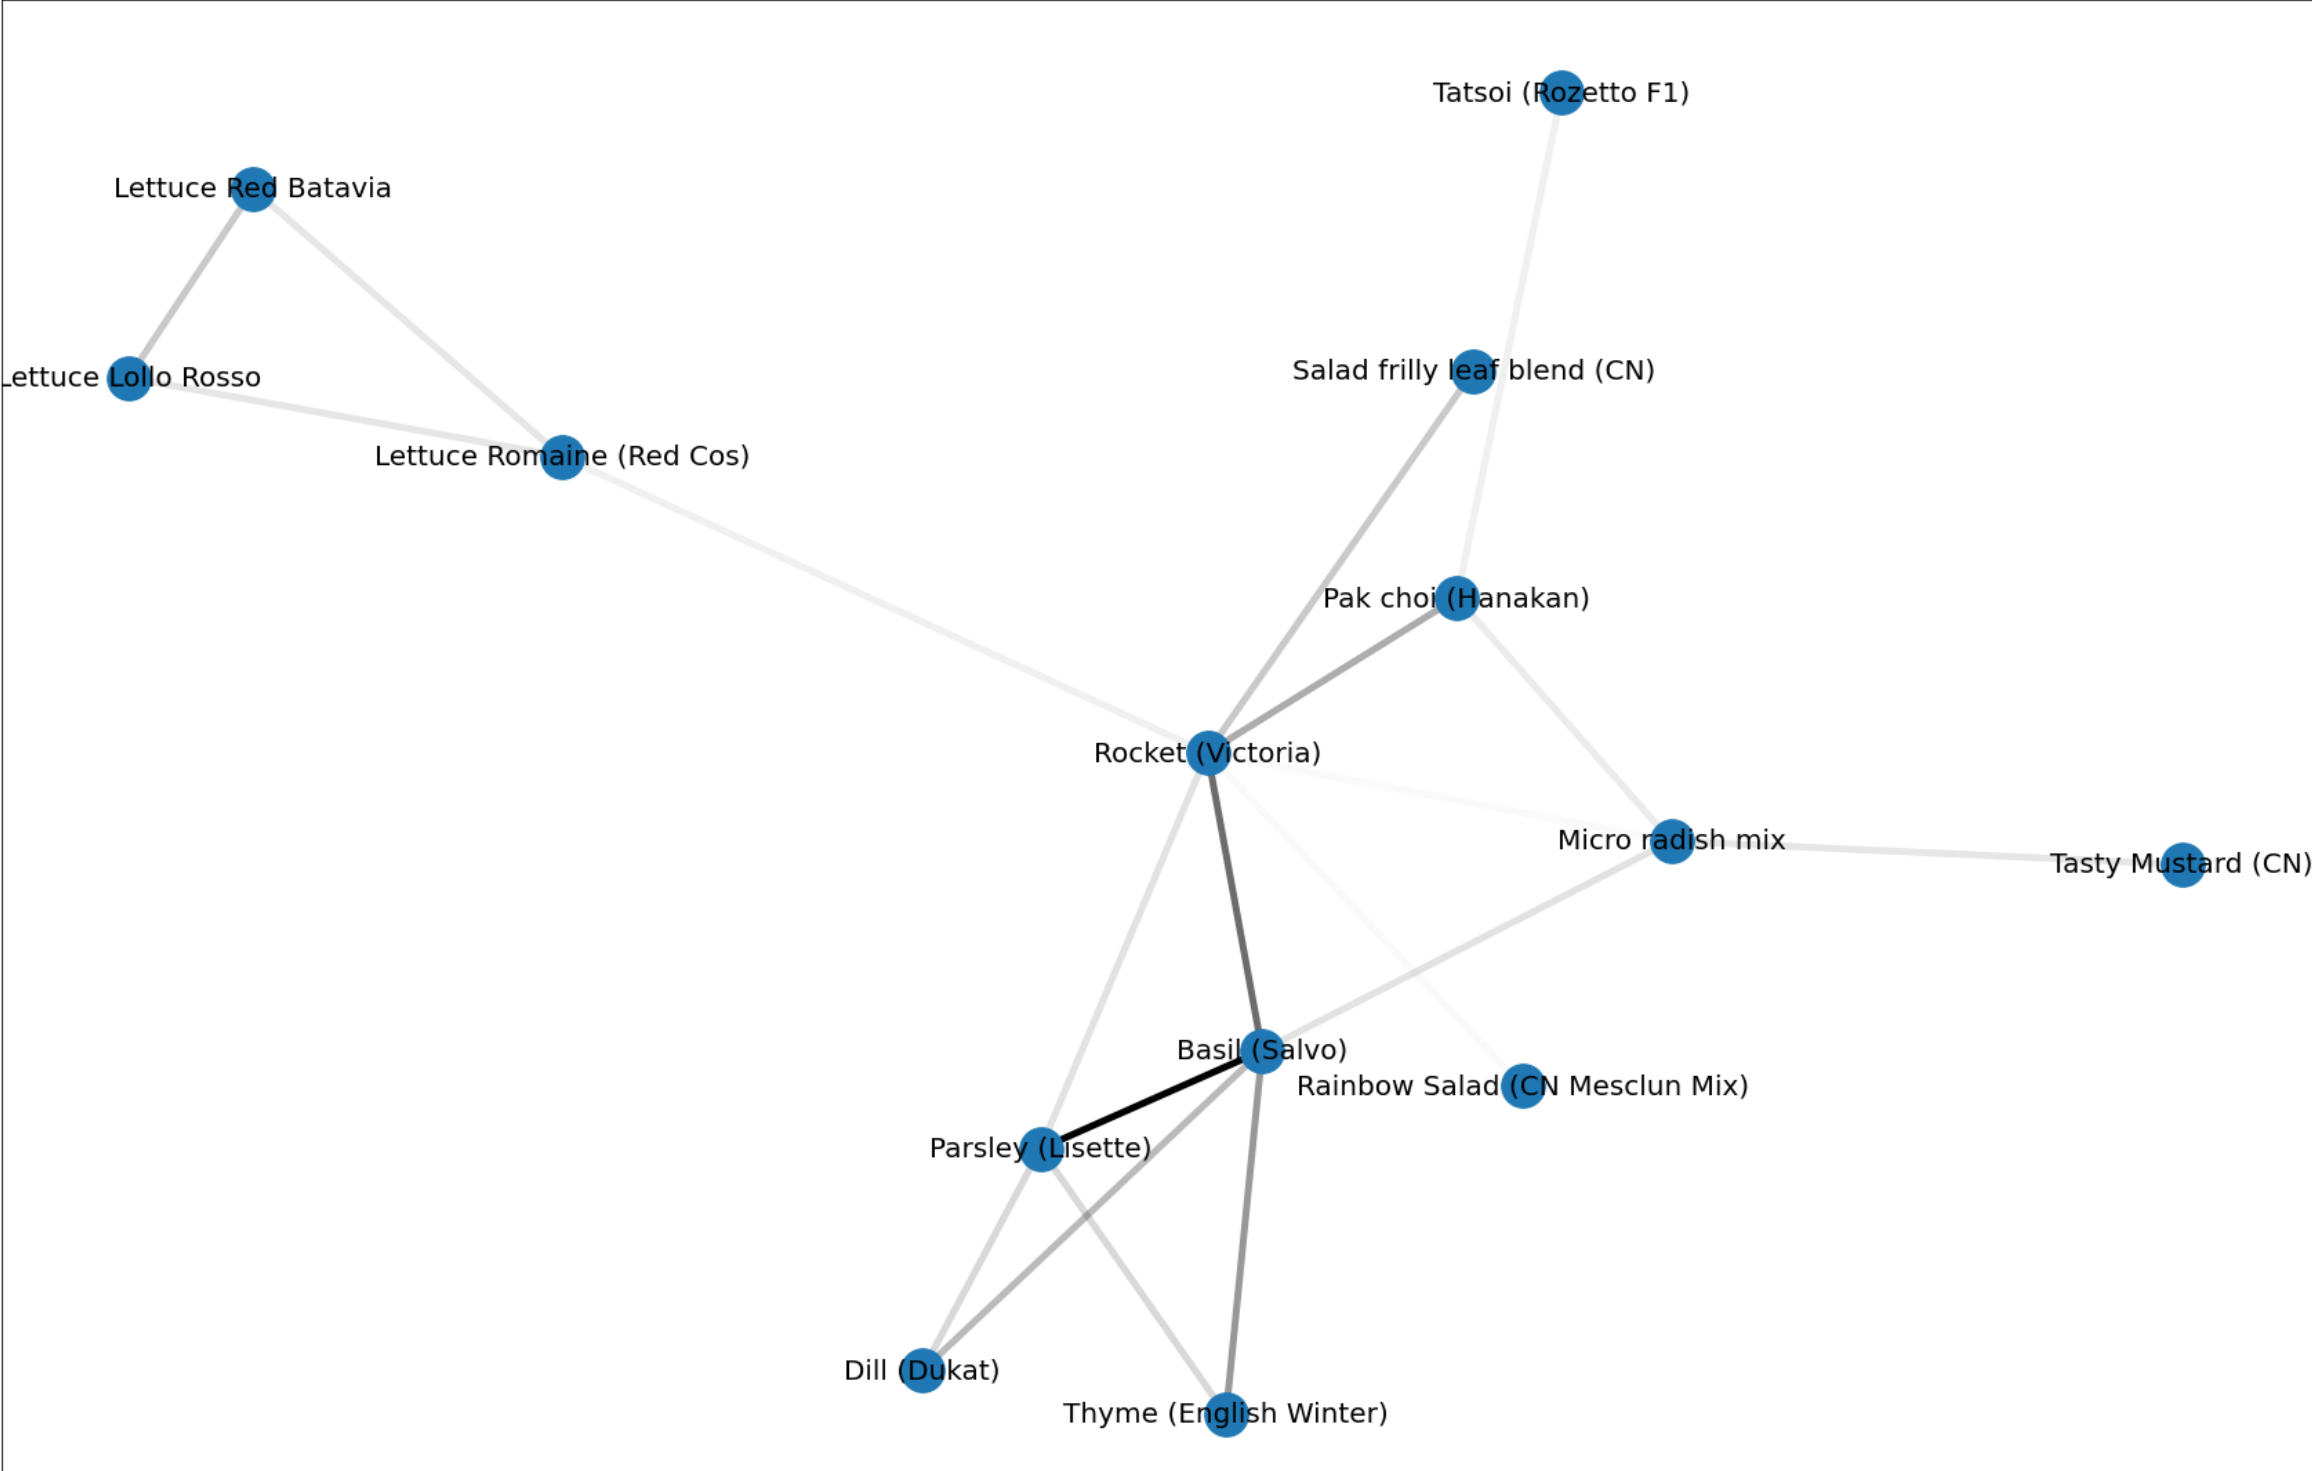 Tatsoi (Rozetto F1)
Lettuce Red Batavia
Salad frilly leaf blend (CN)
Lettuce Lollo Rosso
Lettuce Romaine (Red Cos)
Pak choi (Hanakan)
Rocket (Victoria)
Micro radish mix
Tasty Mustard (CN)
Basil (Salvo)
Rainbow Salad (CN Mesclun Mix)
Parsley (Lisette)
Dill (Dukat)
Thyme (English Winter)